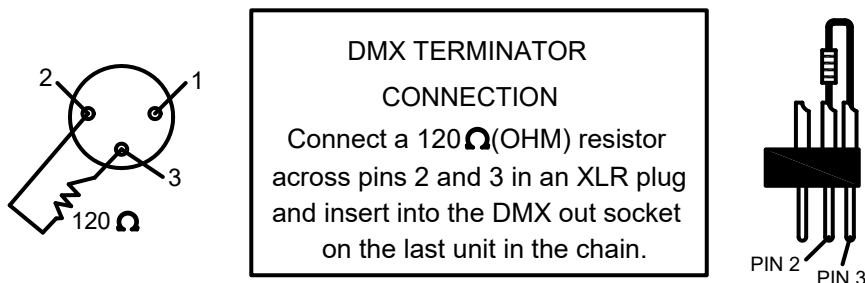 2
1
3
120 Ω
DMX TERMINATOR
CONNECTION
Connect a 120Ω(OHM) resistor
across pins 2 and 3 in an XLR plug
and insert into the DMX out socket
on the last unit in the chain.
PIN 2
PIN 3